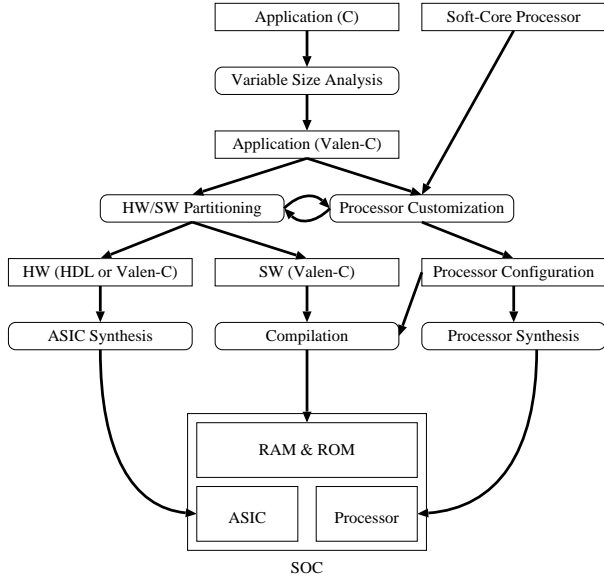 Application (C)
Soft-Core Processor
Variable Size Analysis
Application (Valen-C)
HW/SW Partitioning
Processor Customization
HW (HDL or Valen-C)
SW (Valen-C)
Processor Configuration
ASIC Synthesis
Compilation
Processor Synthesis
RAM & ROM
ASIC
Processor
SOC